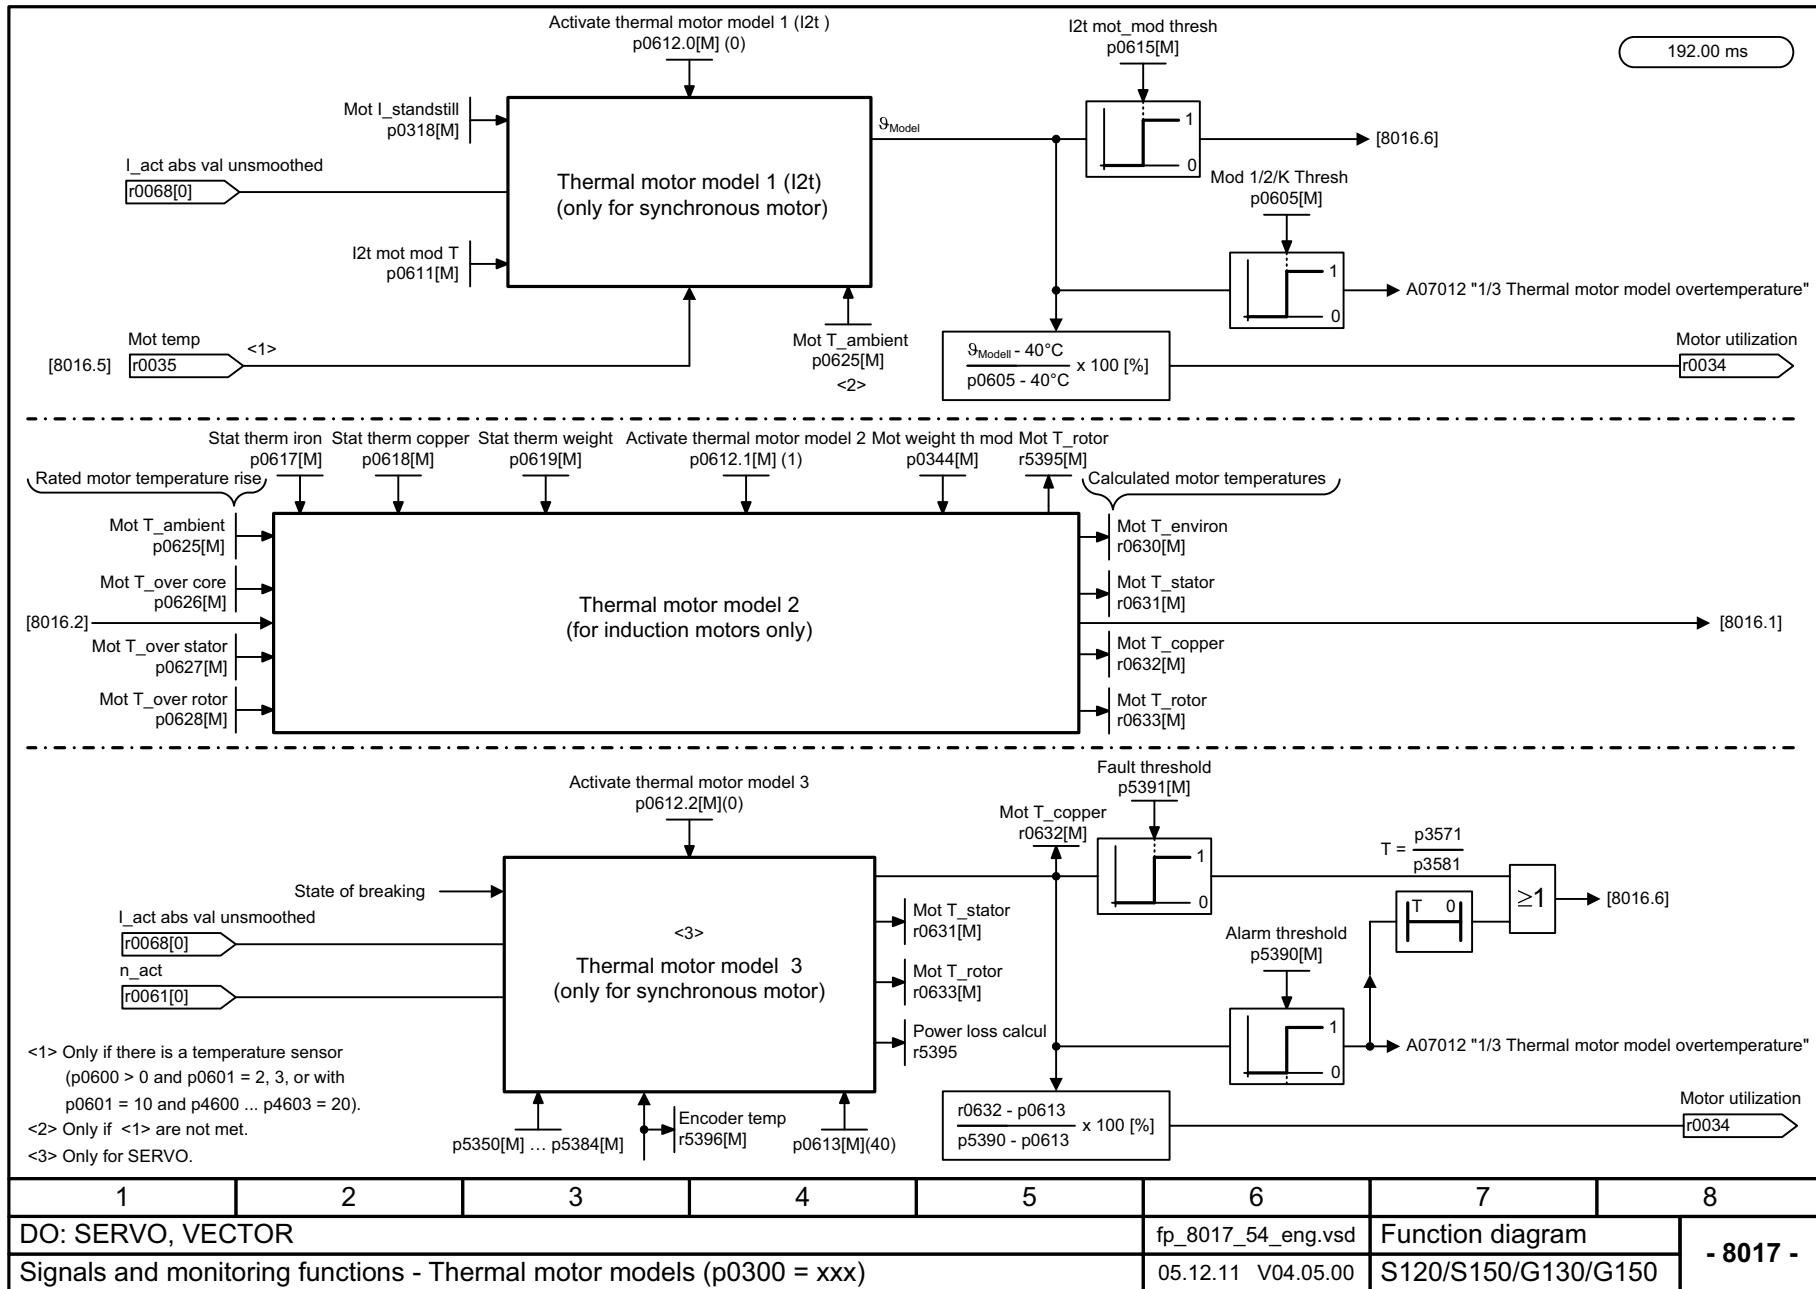 Activate thermal motor model 1 (I2t )
p0612.0[M] (0)
I2t mot_mod thresh
p0615[M]
192.00 ms
Mot I_standstill
p0318[M]
ϑModel
1
0
[8016.6]
I_act abs val unsmoothed
r0068[0]
Thermal motor model 1 (I2t)
(only for synchronous motor)
Mod 1/2/K Thresh
p0605[M]
I2t mot mod T
p0611[M]
1
0
A07012 "1/3 Thermal motor model overtemperature"
Mot temp
<1>
[8016.5]
r0035
Mot T_ambient
p0625[M]
<2>
ϑModell - 40°C
p0605 - 40°C
x 100 [%]
Motor utilization
r0034
Stat therm iron
p0617[M]
Stat therm copper
p0618[M]
Stat therm weight
p0619[M]
Activate thermal motor model 2
p0612.1[M] (1)
Mot weight th mod
p0344[M]
Mot T_rotor
r5395[M]
Rated motor temperature rise
Calculated motor temperatures
Mot T_ambient
p0625[M]
Mot T_over core
p0626[M]
[8016.2]
Mot T_over stator
p0627[M]
Mot T_over rotor
p0628[M]
Thermal motor model 2
(for induction motors only)
Mot T_environ
r0630[M]
Mot T_stator
r0631[M]
[8016.1]
Mot T_copper
r0632[M]
Mot T_rotor
r0633[M]
Activate thermal motor model 3
p0612.2[M](0)
Fault threshold
p5391[M]
Mot T_copper
r0632[M]
1
0
T = p3571
p3581
≥1
[8016.6]
T 0
State of breaking
I_act abs val unsmoothed
r0068[0]
n_act
r0061[0]
<3>
Thermal motor model 3
(only for synchronous motor)
Mot T_stator
r0631[M]
Mot T_rotor
r0633[M]
Power loss calcul
r5395
Alarm threshold
p5390[M]
1
0
A07012 "1/3 Thermal motor model overtemperature"
<1> Only if there is a temperature sensor
(p0600 > 0 and p0601 = 2, 3, or with
p0601 = 10 and p4600 ... p4603 = 20).
<2> Only if <1> are not met.
<3> Only for SERVO.
p5350[M] ... p5384[M]
Encoder temp
r5396[M]
p0613[M](40)
r0632 - p0613
p5390 - p0613
x 100 [%]
Motor utilization
r0034
1 2 3 4 5 6 7 8
DO: SERVO, VECTOR
fp_8017_54_eng.vsd
Function diagram
- 8017 -
Signals and monitoring functions - Thermal motor models (p0300 = xxx)
05.12.11 V04.05.00
S120/S150/G130/G150